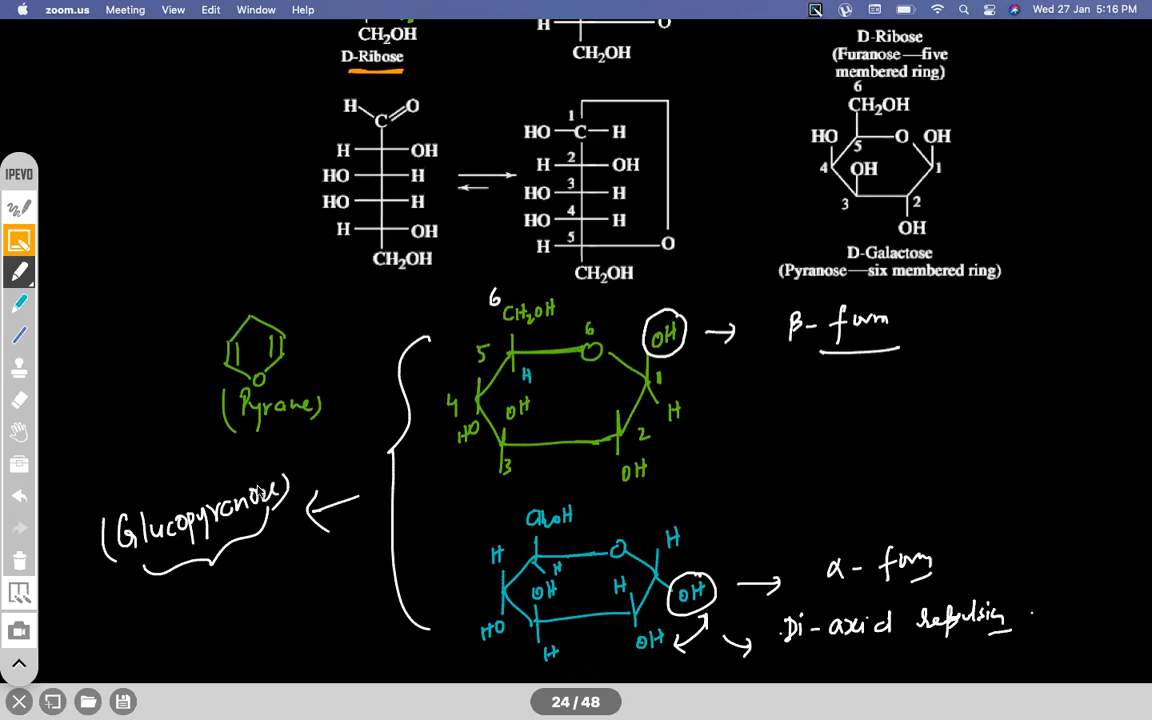 zoom.us Meeting View Edit Window Help Wed 27 Jan 5:16 PM
CH₂OH
D-Ribose
H O
CH₂OH
D-Ribose
(Furanose—five
membered ring)
H O
C
H OH
HO H
HO H
H OH
CH₂OH
1
HO C H
2
H OH
3
HO H
4
HO H
5
H O
CH₂OH
6
CH₂OH
HO O OH
5
4 OH 1
3 2
OH
D-Galactose
(Pyranose—six membered ring)
IPEVO
O
(Pyrane)
6
CH₂OH
6
5 O OH
H 1
4 OH H
HO 2
3 OH
β- form
(Glucopyranose)
CH₂OH
H O H
H
OH H OH
HO OH
H
α- form
Di-axial repulsion
24 / 48